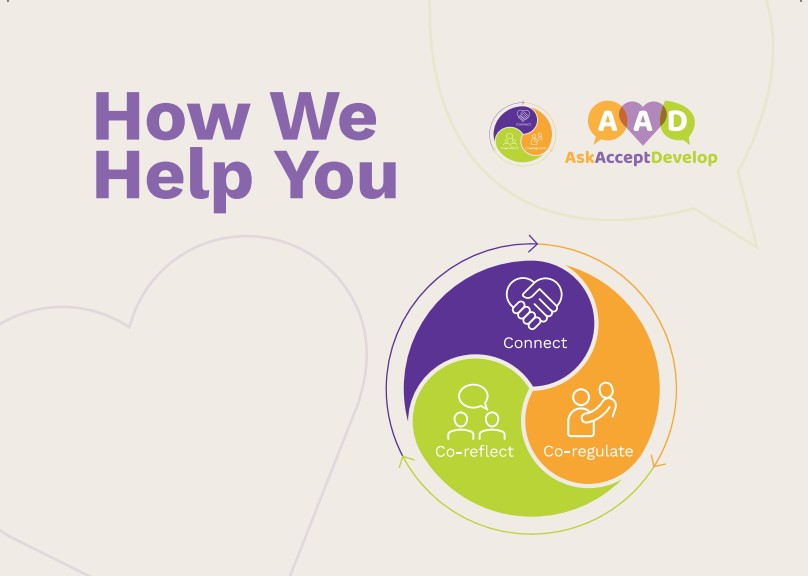 How We
Help You
A A D
AskAcceptDevelop
Connect
Co-reflect
Co-regulate